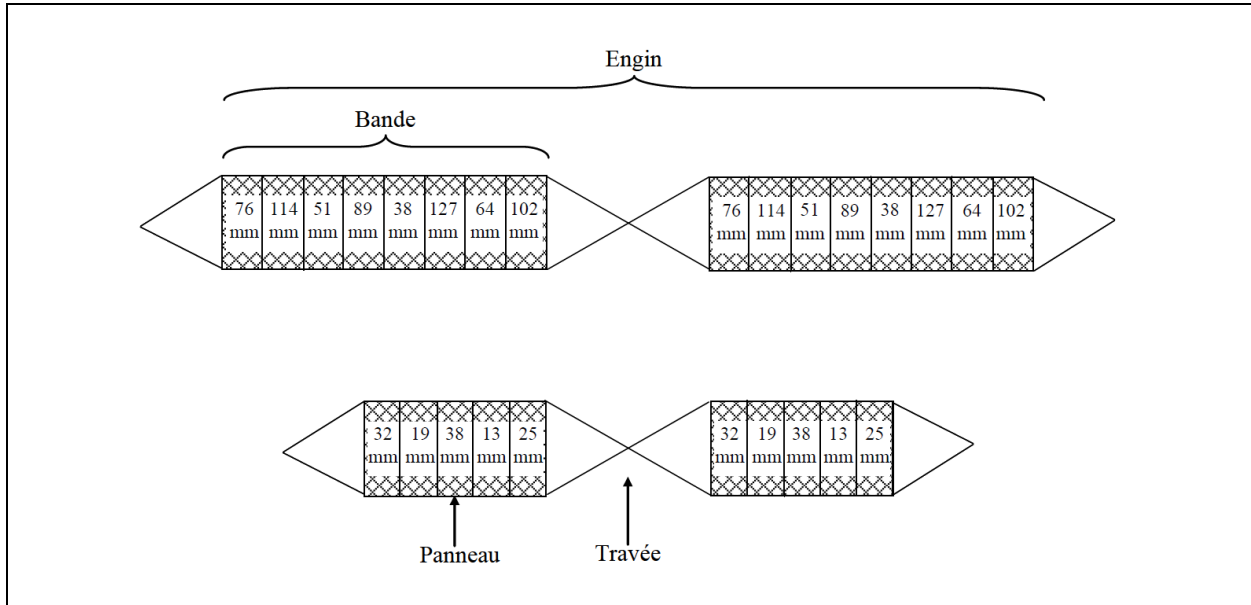 Engin
Bande
76 114 51 89 38 127 64 102 76 114 51 89 38 127 64 102
mm mm mm mm mm mm mm mm mm mm mm mm mm mm mm mm
32 19 38 13 25 32 19 38 13 25
mm mm mm mm mm mm mm mm mm mm
Panneau Travée